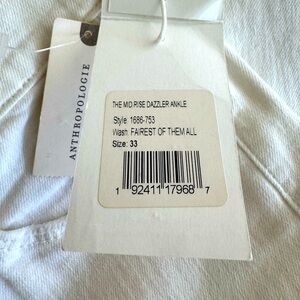 ANTHROPOLOGIE
THE MID RISE DAZZLER ANKLE
Style: 1686-753
Wash: FAIREST OF THEM ALL
Size: 33
1 92411 17968 7